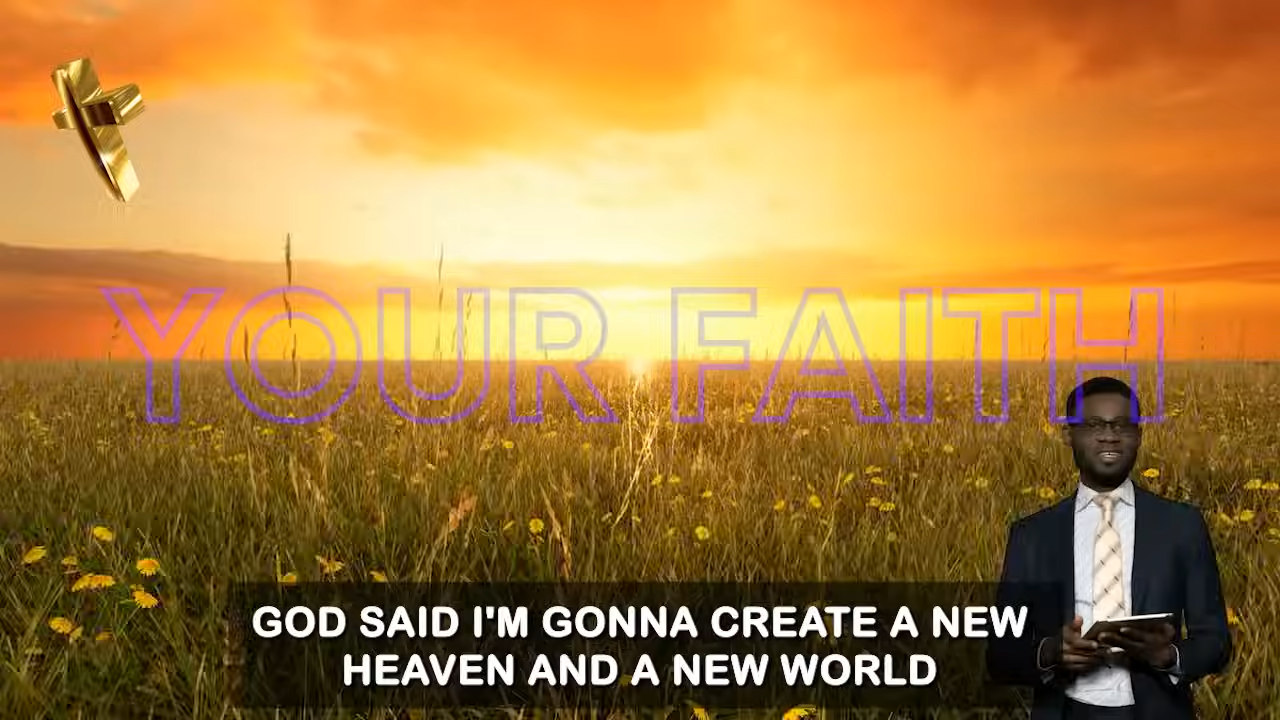 YOUR FAITH
GOD SAID I'M GONNA CREATE A NEW
HEAVEN AND A NEW WORLD